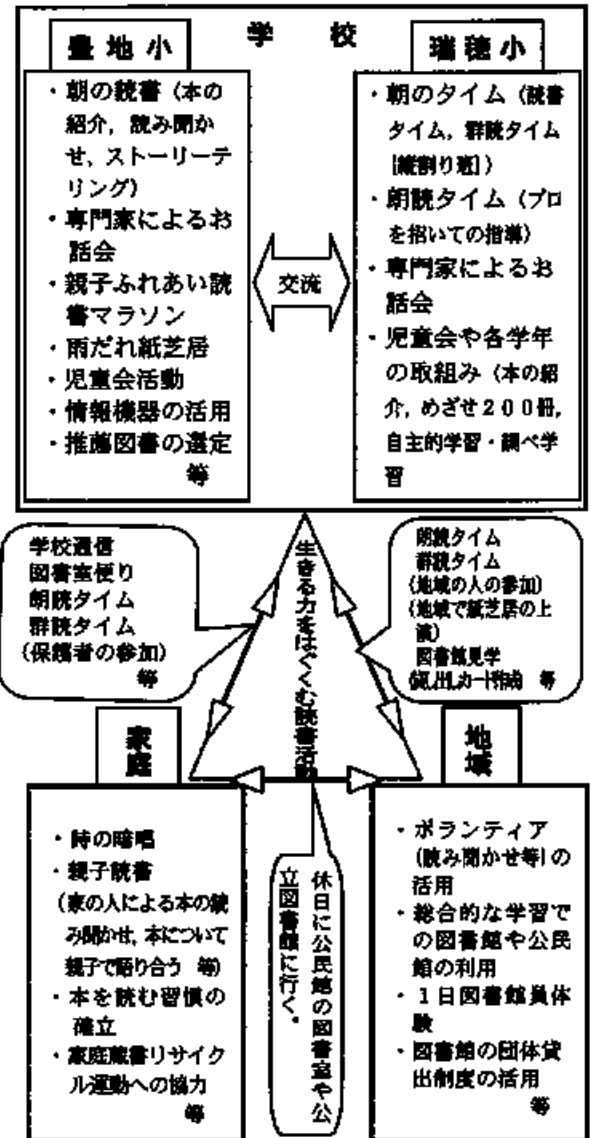 学校
豊地小
・朝の読書（本の
紹介，読み聞か
せ、ストーリーテ
リング）
・専門家によるお
話会
・親子ふれあい読
書マラソン
・雨だれ紙芝居
・児童会活動
・情報機器の活用
・推薦図書の選定
等
交流
瑞穂小
・朝のタイム（読書
タイム，群読タイム
[縦割り班]）
・朗読タイム（プロ
を招いての指導）
・専門家によるお
話会
・児童会や各学年
の取組み（本の紹
介，めざせ２００冊，
自主的学習・調べ学
習
学校通信
図書室便り
朗読タイム
群読タイム
（保護者の参加）
等
生きる力をはぐくむ読書活動
朗読タイム
群読タイム
（地域の人の参加）
（地域で紙芝居の上
演）
図書館見学
貸し出しカード作成　等
家庭
・詩の暗唱
・親子読書
（家の人による本の読
み聞かせ，本について
親子で語り合う　等）
・本を読む習慣の
確立
・家庭蔵書リサイク
ル運動への協力
等
休日に公民館の図書室や公
立図書館に行く。
地域
・ボランティア
（読み聞かせ等）の
活用
・総合的な学習で
の図書館や公民
館の利用
・１日図書館員体
験
・図書館の団体貸
出制度の活用
等